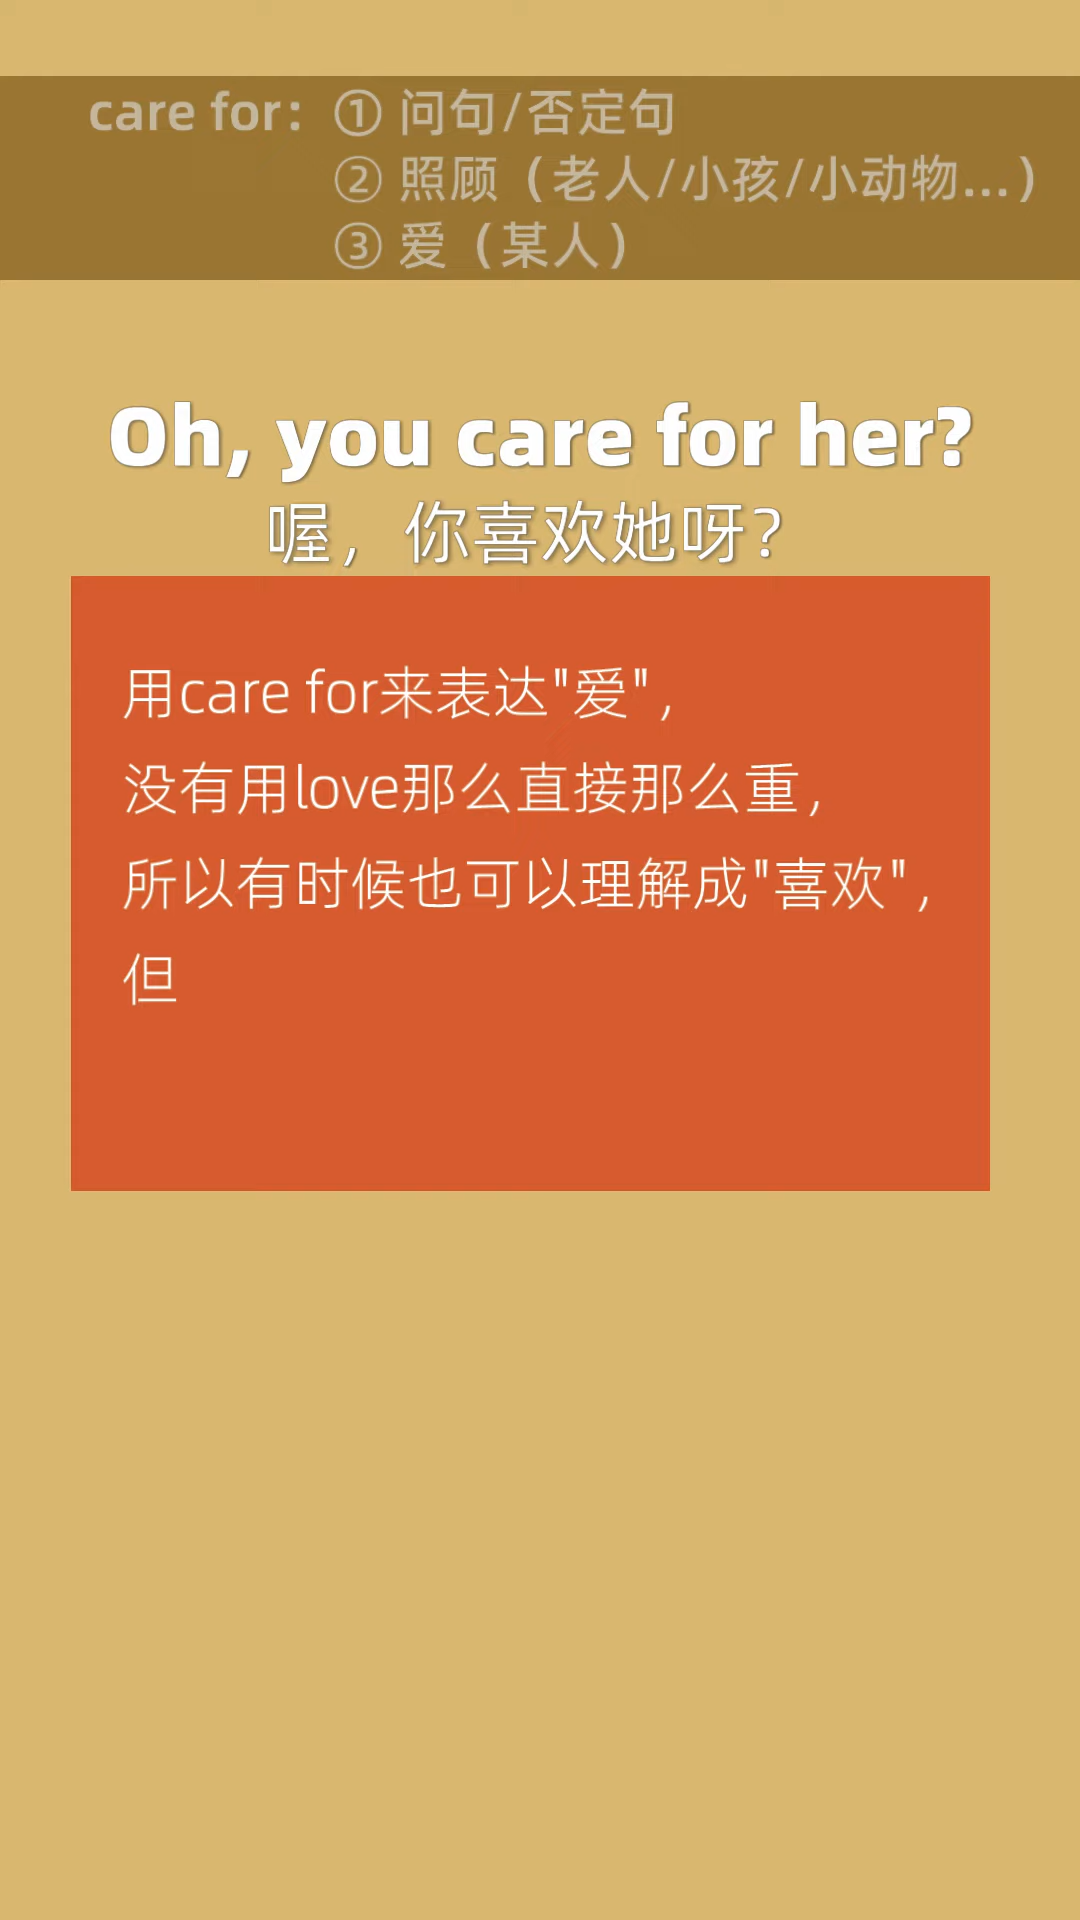 care for：① 问句/否定句
② 照顾（老人/小孩/小动物...）
③ 爱（某人）
Oh, you care for her?
喔，你喜欢她呀？
用care for来表达"爱"，
没有用love那么直接那么重，
所以有时候也可以理解成"喜欢"，
但